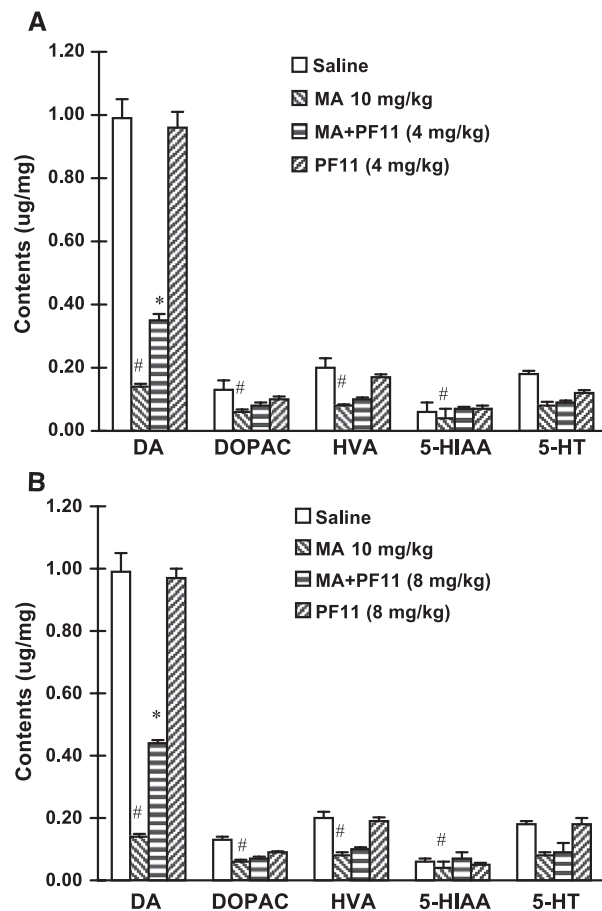 A
1.20
1.00
0.80
0.60
0.40
0.20
0.00
Contents (ug/mg)
Saline
MA 10 mg/kg
MA+PF11 (4 mg/kg)
PF11 (4 mg/kg)
#
*
#
#
#
DA DOPAC HVA 5-HIAA 5-HT
B
1.20
1.00
0.80
0.60
0.40
0.20
0.00
Contents (ug/mg)
Saline
MA 10 mg/kg
MA+PF11 (8 mg/kg)
PF11 (8 mg/kg)
#
*
#
#
#
DA DOPAC HVA 5-HIAA 5-HT